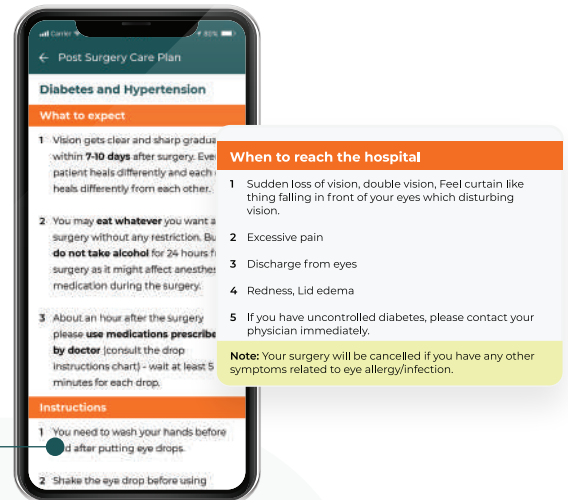 Carrier
82%
← Post Surgery Care Plan
Diabetes and Hypertension
What to expect
1 Vision gets clear and sharp
within 7-10 days after surgery.
patient heals differently and each
heals differently from each other.
2 You may eat whatever you want
surgery without any restriction.
do not take alcohol for 24 hours
surgery as it might affect
medication during the surgery.
3 About an hour after the surgery
please use medications
by doctor (consult the drop
instructions chart) - wait at least 5
minutes for each drop.
Instructions
1 You need to wash your hands before
after putting eye drops.
2 Shake the eye drop before using
When to reach the hospital
1 Sudden loss of vision, double vision, Feel curtain like
thing falling in front of your eyes which disturbing
vision.
2 Excessive pain
3 Discharge from eyes
4 Redness, Lid edema
5 If you have uncontrolled diabetes, please contact your
physician immediately.
Note: Your surgery will be cancelled if you have any other
symptoms related to eye allergy/infection.